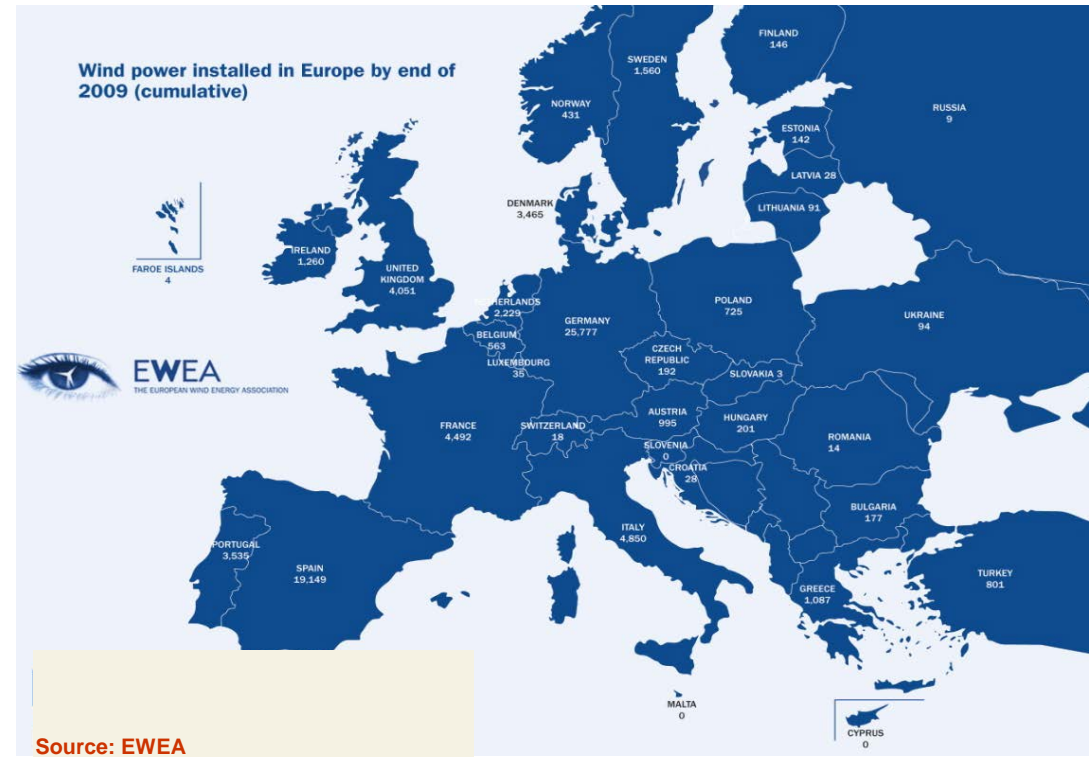 Wind power installed in Europe by end of
2009 (cumulative)
FINLAND
146
SWEDEN
1,560
NORWAY
431
RUSSIA
9
ESTONIA
142
LATVIA 28
LITHUANIA 91
DENMARK
3,465
FAROE ISLANDS
4
IRELAND
1,260
UNITED
KINGDOM
4,051
NETHERLANDS
2,229
BELGIUM
563
LUXEMBOURG
35
GERMANY
25,777
POLAND
725
UKRAINE
94
CZECH
REPUBLIC
192
SLOVAKIA 3
EWEA
THE EUROPEAN WIND ENERGY ASSOCIATION
FRANCE
4,492
SWITZERLAND
18
AUSTRIA
995
HUNGARY
201
SLOVENIA
0
CROATIA
28
ROMANIA
14
BULGARIA
177
PORTUGAL
3,535
SPAIN
19,149
ITALY
4,850
GREECE
1,087
TURKEY
801
MALTA
0
CYPRUS
0
Source: EWEA